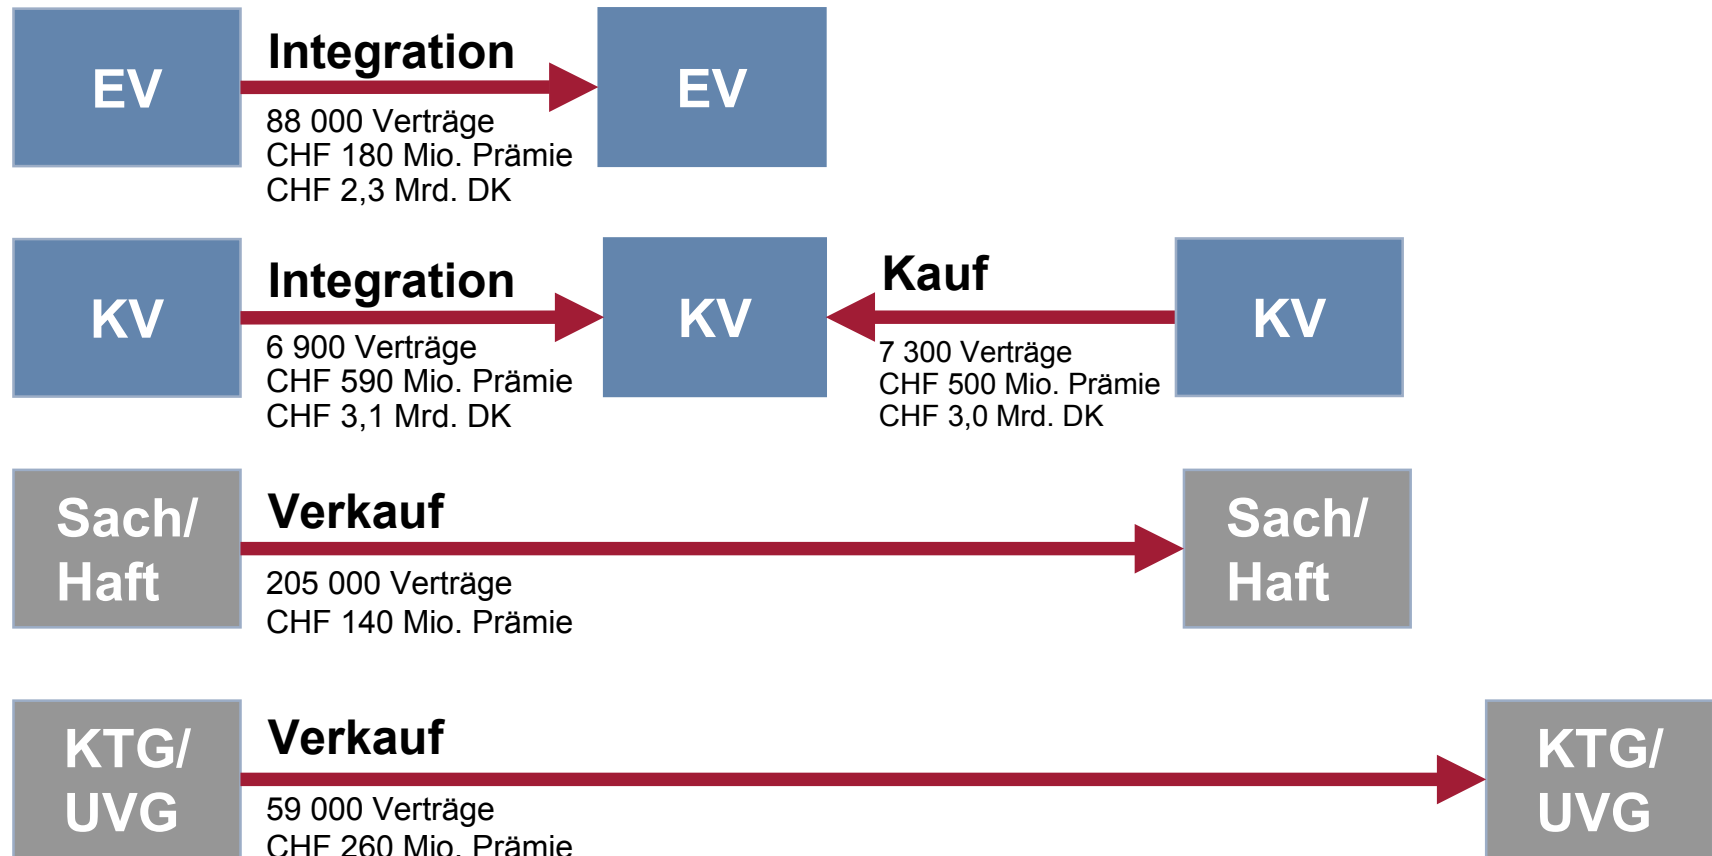 EV
Integration
88 000 Verträge
CHF 180 Mio. Prämie
CHF 2,3 Mrd. DK
EV
KV
Integration
6 900 Verträge
CHF 590 Mio. Prämie
CHF 3,1 Mrd. DK
KV
Kauf
7 300 Verträge
CHF 500 Mio. Prämie
CHF 3,0 Mrd. DK
KV
Sach/
Haft
Verkauf
205 000 Verträge
CHF 140 Mio. Prämie
Sach/
Haft
KTG/
UVG
Verkauf
59 000 Verträge
CHF 260 Mio. Prämie
KTG/
UVG